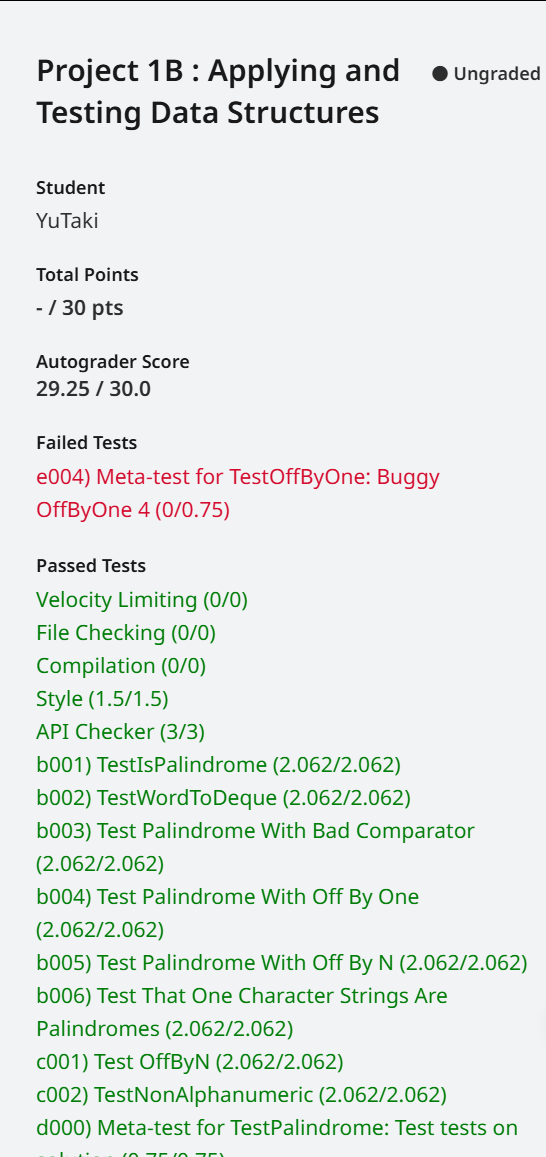 Project 1B : Applying and
Testing Data Structures
Ungraded
Student
YuTaki
Total Points
- / 30 pts
Autograder Score
29.25 / 30.0
Failed Tests
e004) Meta-test for TestOffByOne: Buggy
OffByOne 4 (0/0.75)
Passed Tests
Velocity Limiting (0/0)
File Checking (0/0)
Compilation (0/0)
Style (1.5/1.5)
API Checker (3/3)
b001) TestIsPalindrome (2.062/2.062)
b002) TestWordToDeque (2.062/2.062)
b003) Test Palindrome With Bad Comparator
(2.062/2.062)
b004) Test Palindrome With Off By One
(2.062/2.062)
b005) Test Palindrome With Off By N (2.062/2.062)
b006) Test That One Character Strings Are
Palindromes (2.062/2.062)
c001) Test OffByN (2.062/2.062)
c002) TestNonAlphanumeric (2.062/2.062)
d000) Meta-test for TestPalindrome: Test tests on
solution (0.75/0.75)